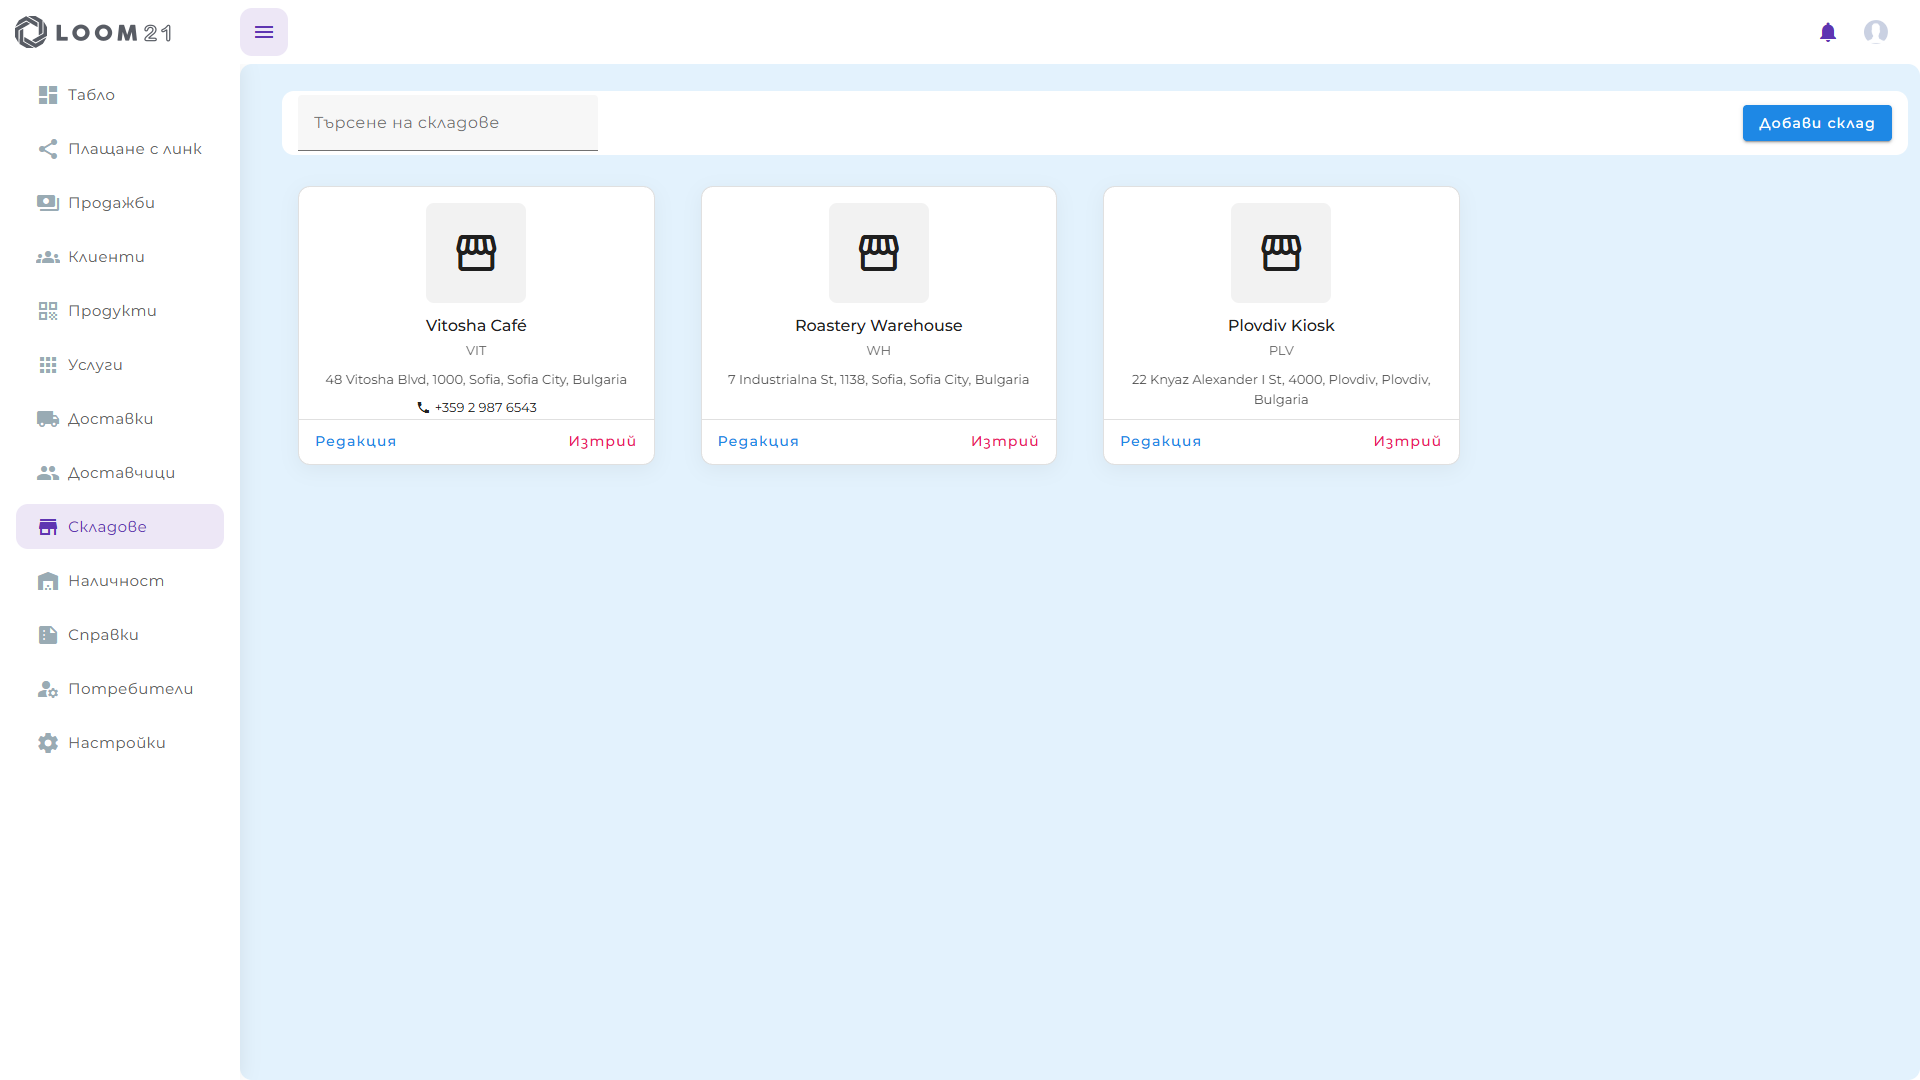 LOOM 21
Табло
Плащане с линк
Продажби
Клиенти
Продукти
Услуги
Доставки
Доставчици
Складове
Наличност
Справки
Потребители
Настройки
Търсене на складове
Добави склад
Vitosha Café
VIT
48 Vitosha Blvd, 1000, Sofia, Sofia City, Bulgaria
+359 2 987 6543
Редакция
Изтрий
Roastery Warehouse
WH
7 Industrialna St, 1138, Sofia, Sofia City, Bulgaria
Редакция
Изтрий
Plovdiv Kiosk
PLV
22 Knyaz Alexander I St, 4000, Plovdiv, Plovdiv,
Bulgaria
Редакция
Изтрий